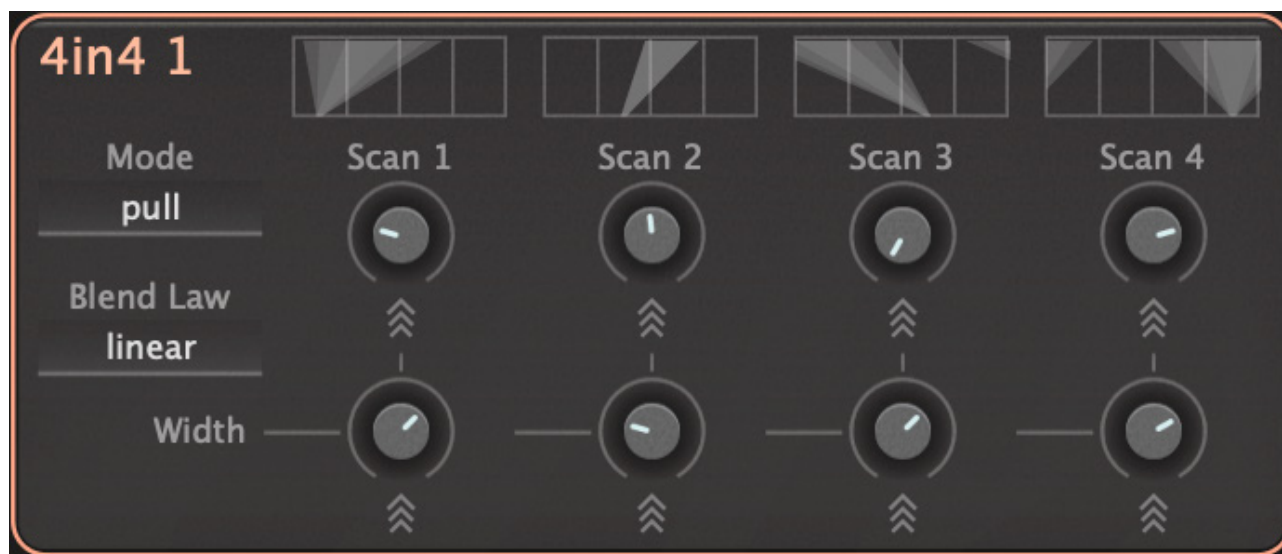 4in4 1
Mode
pull
Blend Law
linear
Width
Scan 1
Scan 2
Scan 3
Scan 4